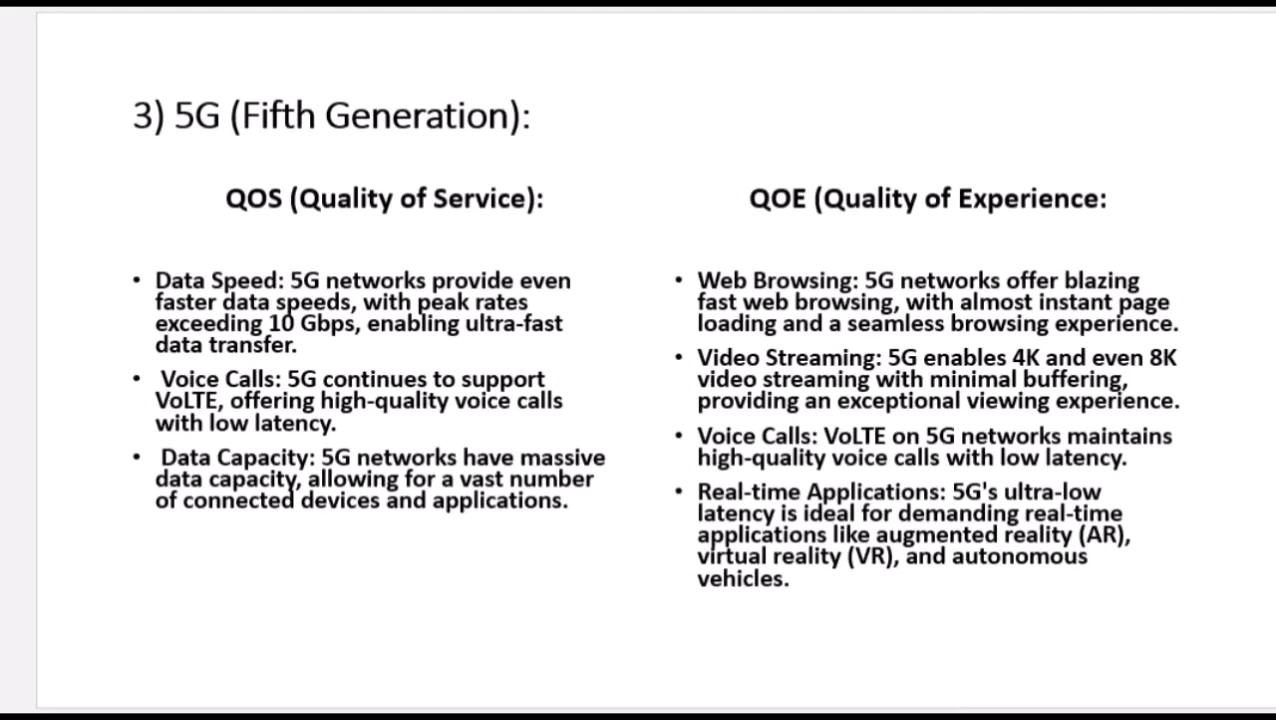 3) 5G (Fifth Generation):
QOS (Quality of Service):
• Data Speed: 5G networks provide even
faster data speeds, with peak rates
exceeding 10 Gbps, enabling ultra-fast
data transfer.
• Voice Calls: 5G continues to support
VoLTE, offering high-quality voice calls
with low latency.
• Data Capacity: 5G networks have massive
data capacity, allowing for a vast number
of connected devices and applications.
QOE (Quality of Experience:
• Web Browsing: 5G networks offer blazing
fast web browsing, with almost instant page
loading and a seamless browsing experience.
• Video Streaming: 5G enables 4K and even 8K
video streaming with minimal buffering,
providing an exceptional viewing experience.
• Voice Calls: VoLTE on 5G networks maintains
high-quality voice calls with low latency.
• Real-time Applications: 5G's ultra-low
latency is ideal for demanding real-time
applications like augmented reality (AR),
virtual reality (VR), and autonomous
vehicles.